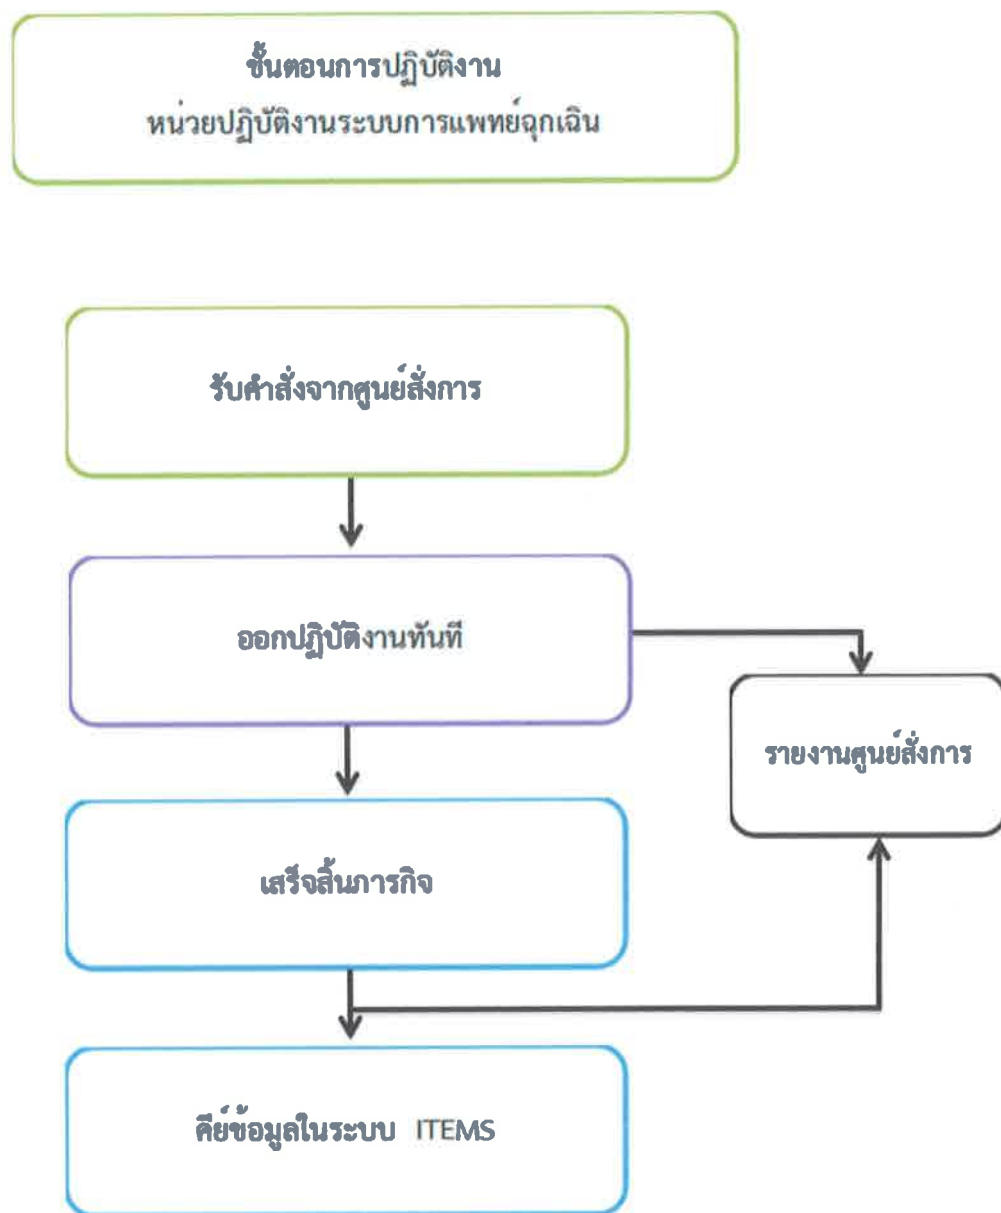 ขั้นตอนการปฏิบัติงาน
หน่วยปฏิบัติงานระบบการแพทย์ฉุกเฉิน
รับคำสั่งจากศูนย์สั่งการ
ออกปฏิบัติงานทันที
รายงานศูนย์สั่งการ
เสร็จสิ้นภารกิจ
คีย์ข้อมูลในระบบ ITEMS